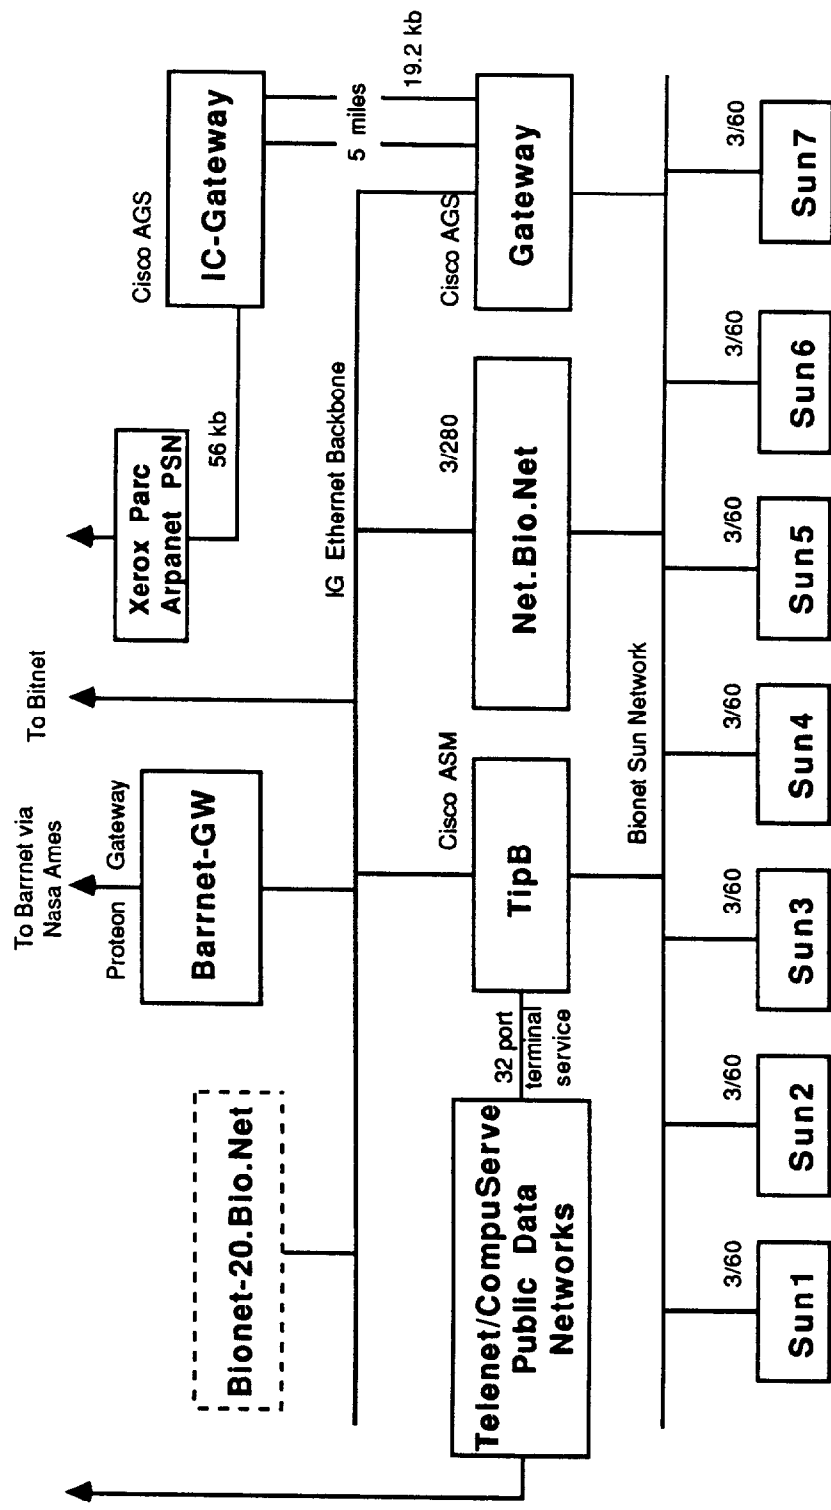 To Barrnet via
Nasa Ames
To Bitnet
Proteon Gateway
Barrnet-GW
Xerox Parc
Arpanet PSN
56 kb
Cisco AGS
IC-Gateway
Bionet-20.Bio.Net
IG Ethernet Backbone
5 miles
19.2 kb
Telenet/CompuServe
Public Data
Networks
32 port
terminal
service
Cisco ASM
TipB
3/280
Net.Bio.Net
Cisco AGS
Gateway
Bionet Sun Network
3/60
Sun1
3/60
Sun2
3/60
Sun3
3/60
Sun4
3/60
Sun5
3/60
Sun6
3/60
Sun7